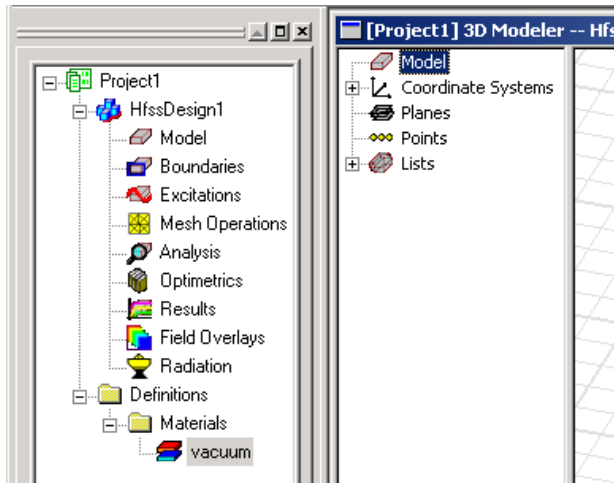 Project1
HfssDesign1
Model
Boundaries
Excitations
Mesh Operations
Analysis
Optimetrics
Results
Field Overlays
Radiation
Definitions
Materials
vacuum
[Project1] 3D Modeler -- Hfs
Model
Coordinate Systems
Planes
Points
Lists